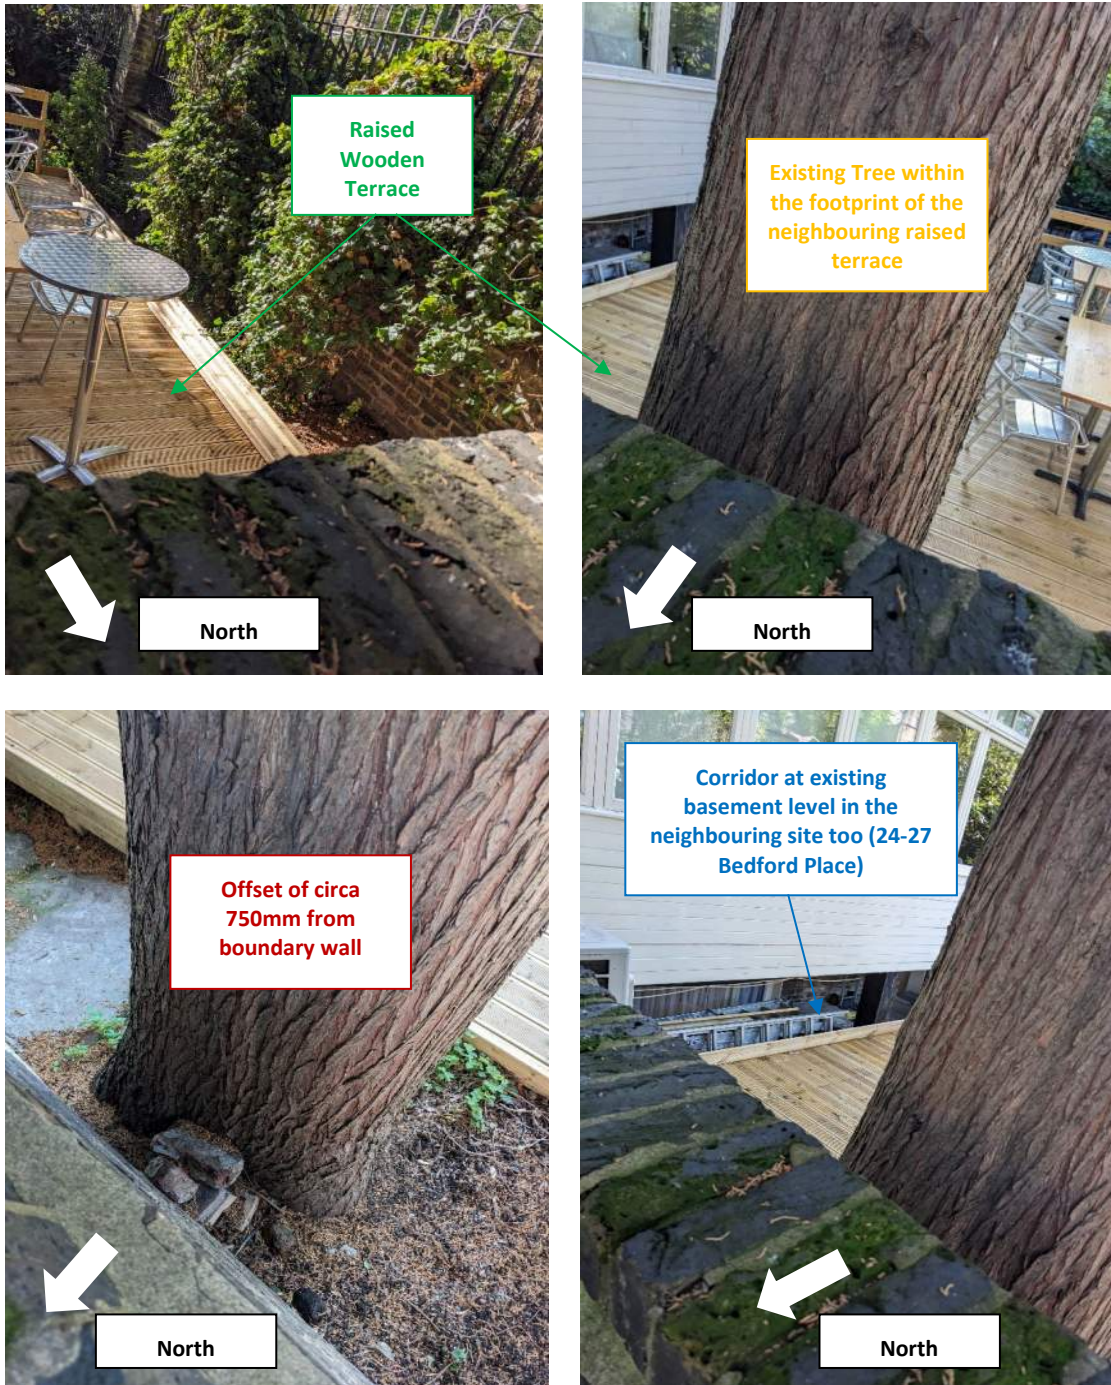 Raised
Wooden
Terrace
Existing Tree within
the footprint of the
neighbouring raised
terrace
North
North
Offset of circa
750mm from
boundary wall
Corridor at existing
basement level in the
neighbouring site too (24-27
Bedford Place)
North
North